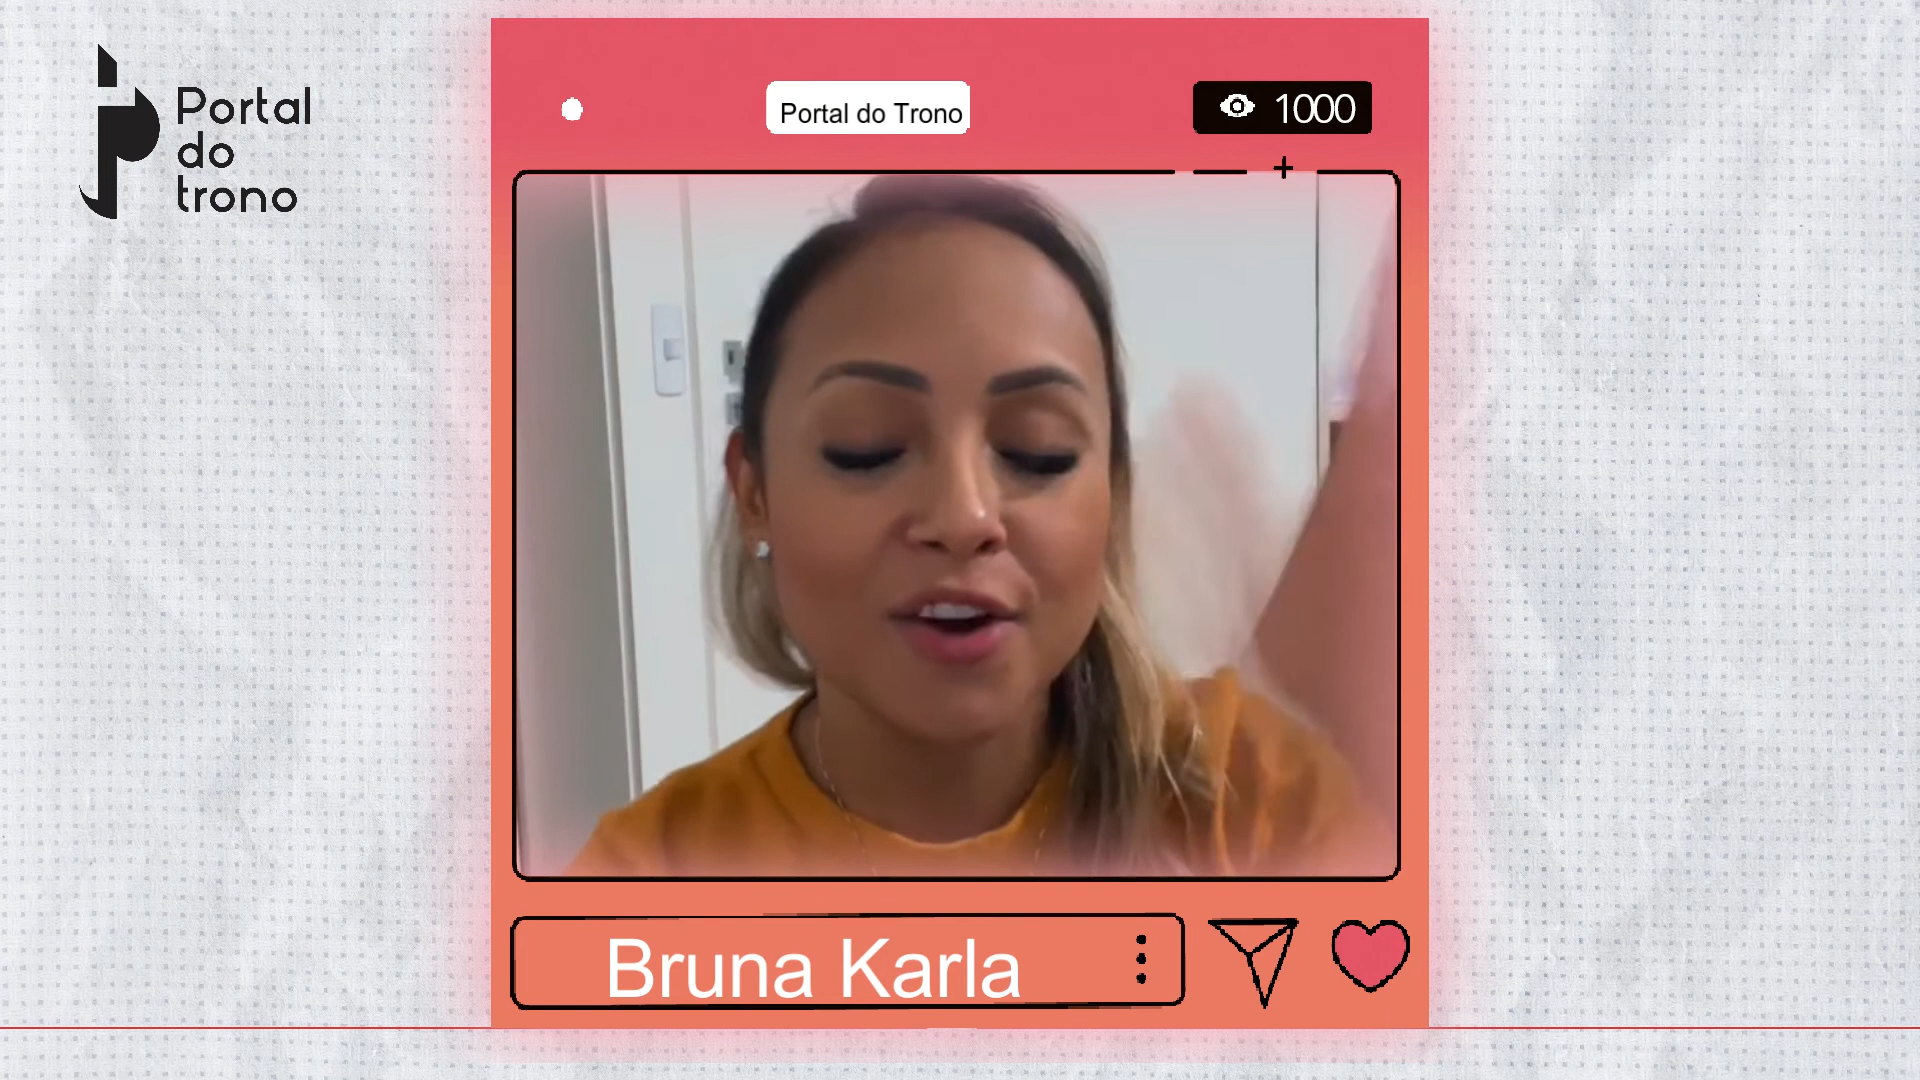 Portal
do
trono
Portal do Trono
1000
Bruna Karla